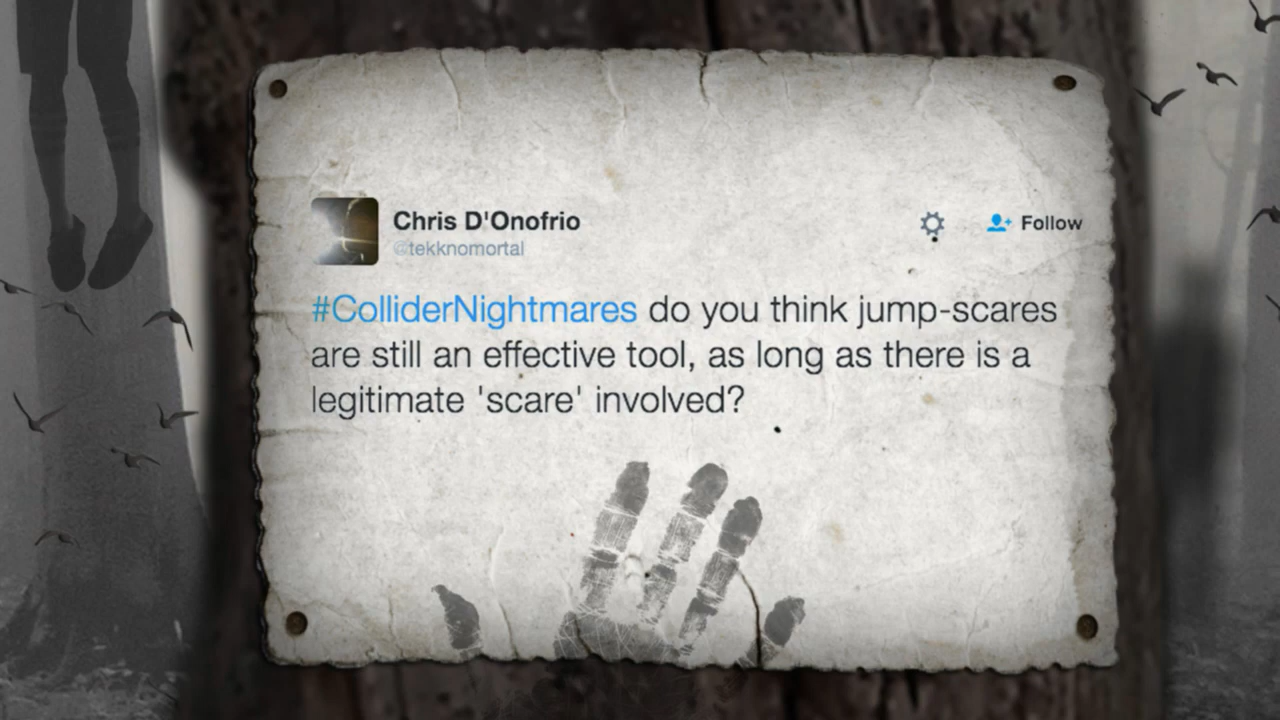 Chris D'Onofrio
@tekknomortal
Follow
#ColliderNightmares do you think jump-scares
are still an effective tool, as long as there is a
legitimate 'scare' involved?